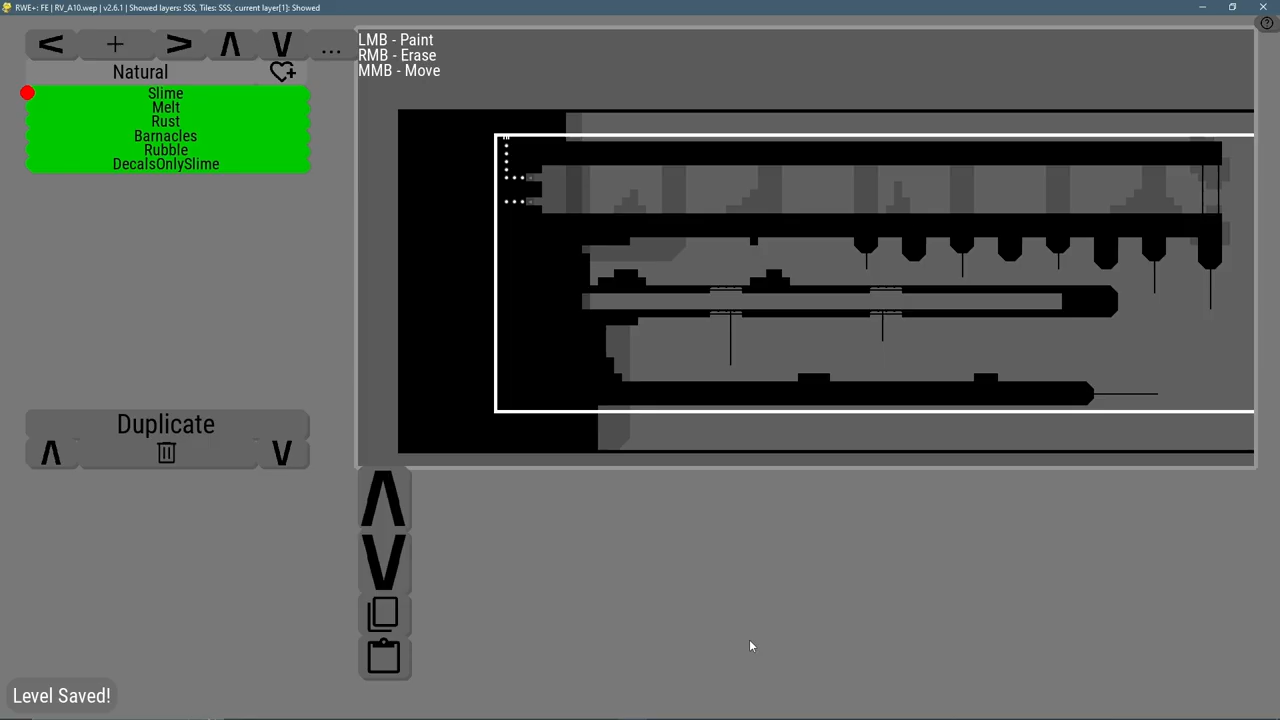 RWE+: FE | RV_A10.wep | v2.6.1 | Showed layers: SSS, Tiles: SSS, current layer[1]: Showed
< + > Λ V ...
Natural
Slime
Melt
Rust
Barnacles
Rubble
DecalsOnlySlime
LMB - Paint
RMB - Erase
MMB - Move
Duplicate
Level Saved!